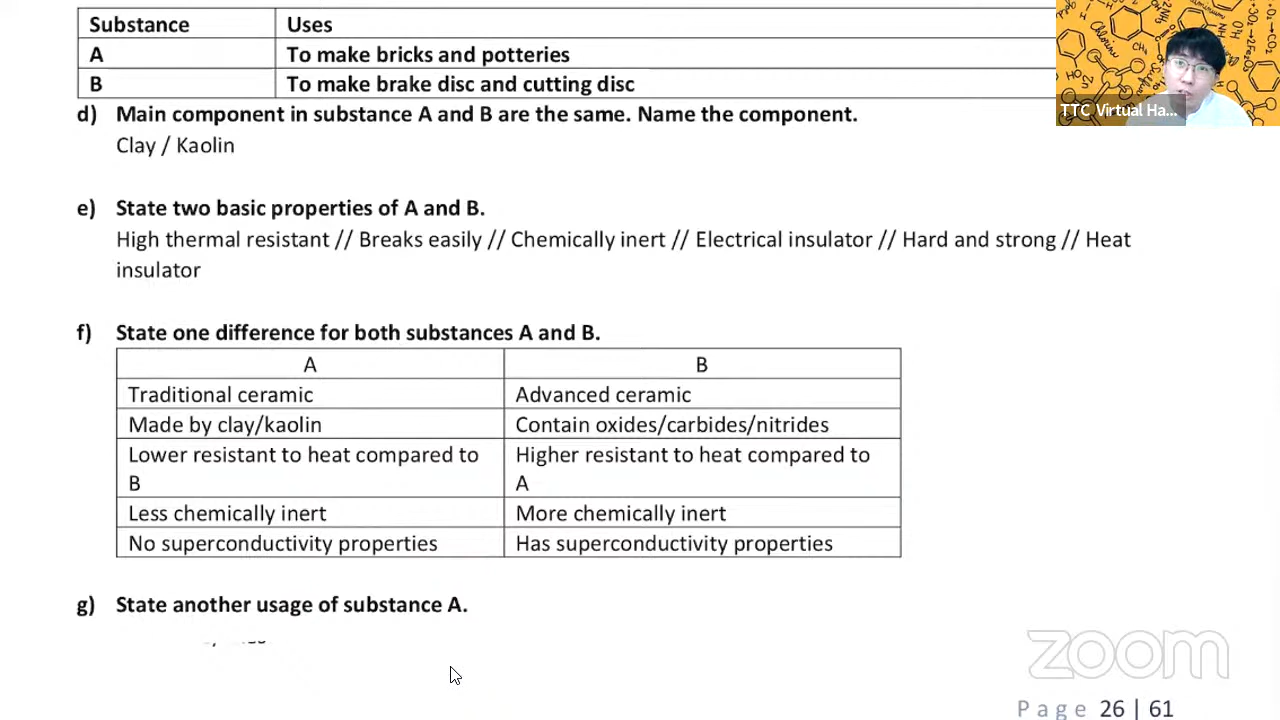 Substance Uses
A To make bricks and potteries
B To make brake disc and cutting disc
TTC Virtual Ha...
d) Main component in substance A and B are the same. Name the component.
Clay / Kaolin
e) State two basic properties of A and B.
High thermal resistant // Breaks easily // Chemically inert // Electrical insulator // Hard and strong // Heat
insulator
f) State one difference for both substances A and B.
A B
Traditional ceramic Advanced ceramic
Made by clay/kaolin Contain oxides/carbides/nitrides
Lower resistant to heat compared to Higher resistant to heat compared to
B A
Less chemically inert More chemically inert
No superconductivity properties Has superconductivity properties
g) State another usage of substance A.
zoom
Page 26 | 61